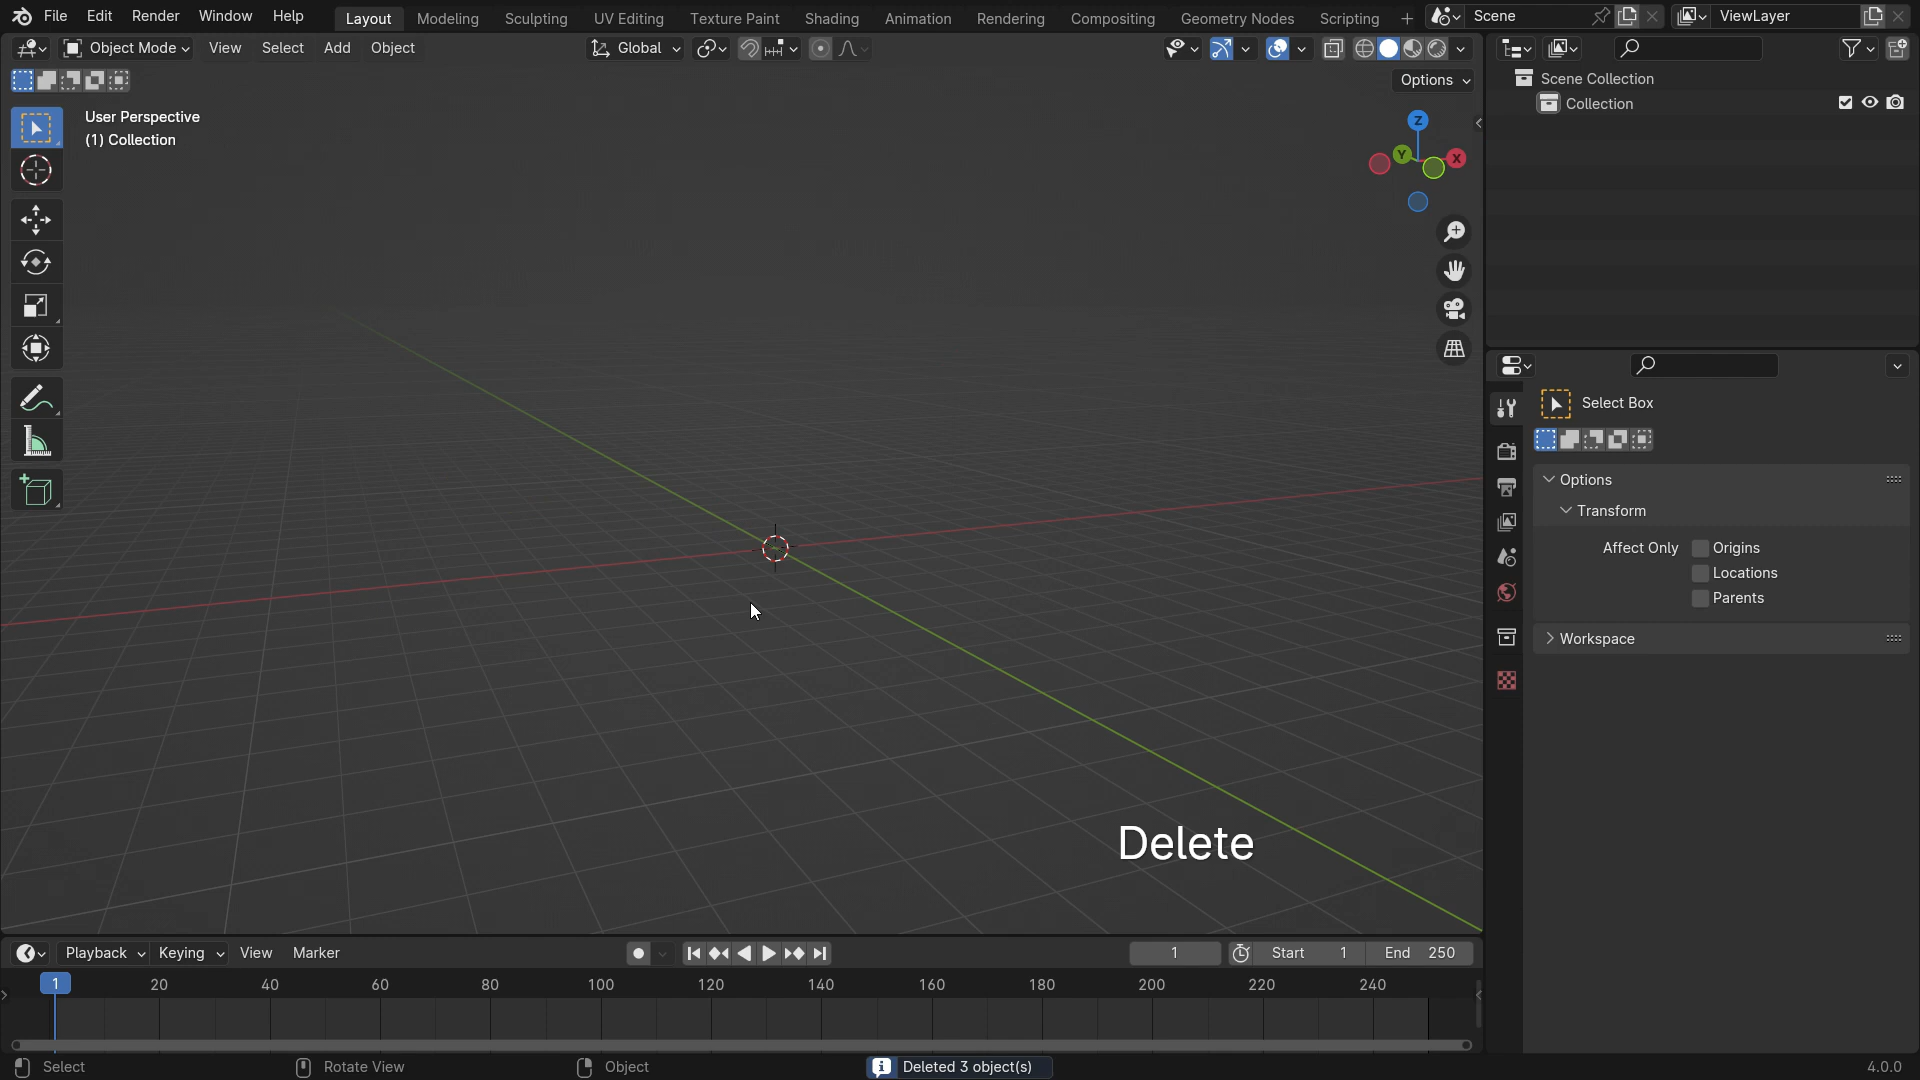 File Edit Render Window Help Layout Modeling Sculpting UV Editing Texture Paint Shading Animation Rendering Compositing Geometry Nodes Scripting Scene ViewLayer
Object Mode View Select Add Object Global
Options
User Perspective
(1) Collection
Z
Y
X
Scene Collection
Collection
Select Box
Options
Transform
Affect Only Origins
Locations
Parents
Workspace
Delete
Playback Keying View Marker 1 Start 1 End 250
1 20 40 60 80 100 120 140 160 180 200 220 240
Select Rotate View Object Deleted 3 object(s) 4.0.0